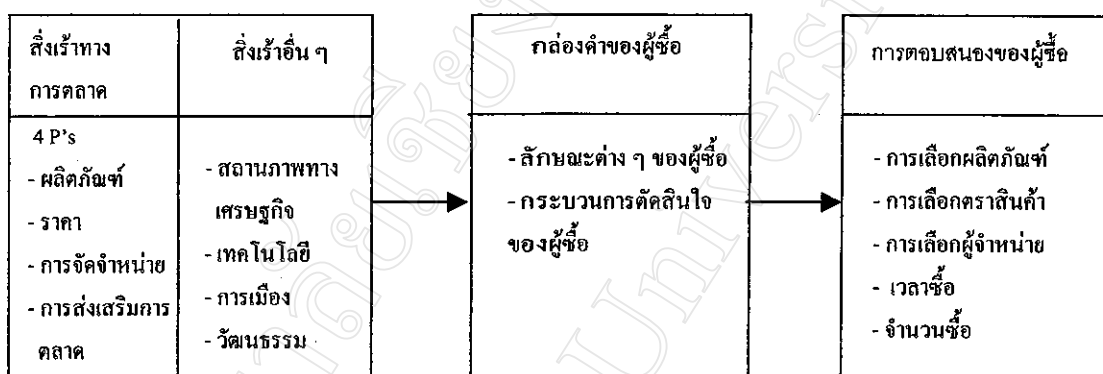 สิ่งเร้าทาง
การตลาด
4 P's
- ผลิตภัณฑ์
- ราคา
- การจัดจำหน่าย
- การส่งเสริมการ
ตลาด
สิ่งเร้าอื่น ๆ
- สถานภาพทาง
เศรษฐกิจ
- เทคโนโลยี
- การเมือง
- วัฒนธรรม
กล่องดำของผู้ซื้อ
- ลักษณะต่าง ๆ ของผู้ซื้อ
- กระบวนการตัดสินใจ
ของผู้ซื้อ
การตอบสนองของผู้ซื้อ
- การเลือกผลิตภัณฑ์
- การเลือกตราสินค้า
- การเลือกผู้จำหน่าย
- เวลาซื้อ
- จำนวนซื้อ